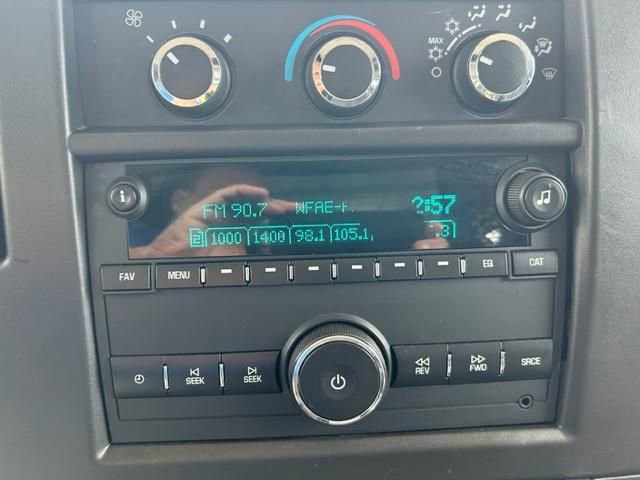 MAX
FM 90.7 WFAE-F
:57
2 1000 1400 98.1 105.1 .3
FAV MENU EQ CAT
SEEK SEEK REV FWD SRCE